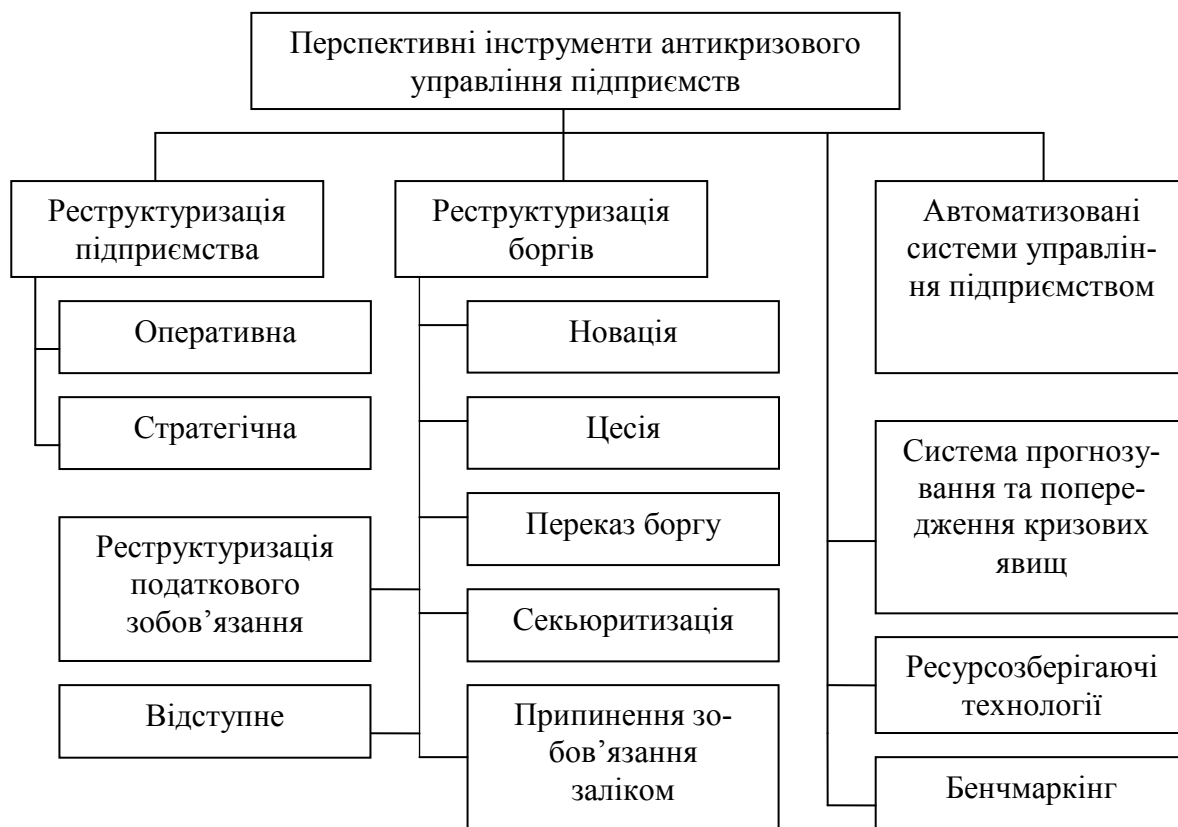 Перспективні інструменти антикризового
управління підприємств
Реструктуризація
підприємства
Оперативна
Стратегічна
Реструктуризація
боргів
Новація
Цесія
Переказ боргу
Секьюритизація
Припинення зо-
бов’язання
заліком
Реструктуризація
податкового
зобов’язання
Відступне
Автоматизовані
системи управлін-
ня підприємством
Система прогнозу-
вання та попере-
дження кризових
явищ
Ресурсозберігаючі
технології
Бенчмаркінг